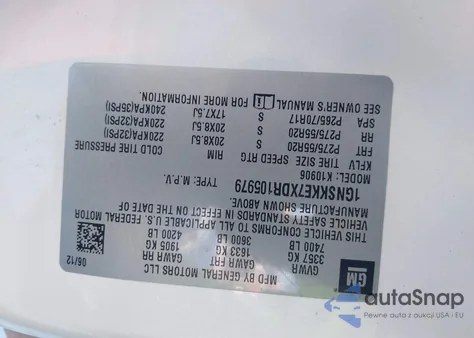 MFD BY GENERAL MOTORS LLC
06/12
GVWR GAWR FRT GAWR RR
3357 KG 1633 KG 1905 KG
7400 LB 3600 LB 4200 LB
GM
THIS VEHICLE CONFORMS TO ALL APPLICABLE U.S. FEDERAL MOTOR
VEHICLE SAFETY STANDARDS IN EFFECT ON THE DATE OF
MANUFACTURE SHOWN ABOVE.
1GNSKKE7XDR105979 TYPE: M.P.V.
MODEL: K10906
KFLV TIRE SIZE SPEED RTG RIM COLD TIRE PRESSURE
FRT P275/55R20 S 20X8.5J 220KPA(32PSI)
RR P275/55R20 S 20X8.5J 220KPA(32PSI)
SPA P265/70R17 S 17X7.5J 240KPA(35PSI)
SEE OWNER'S MANUAL FOR MORE INFORMATION.
autoSnap
Pewne auta z aukcji USA i EU